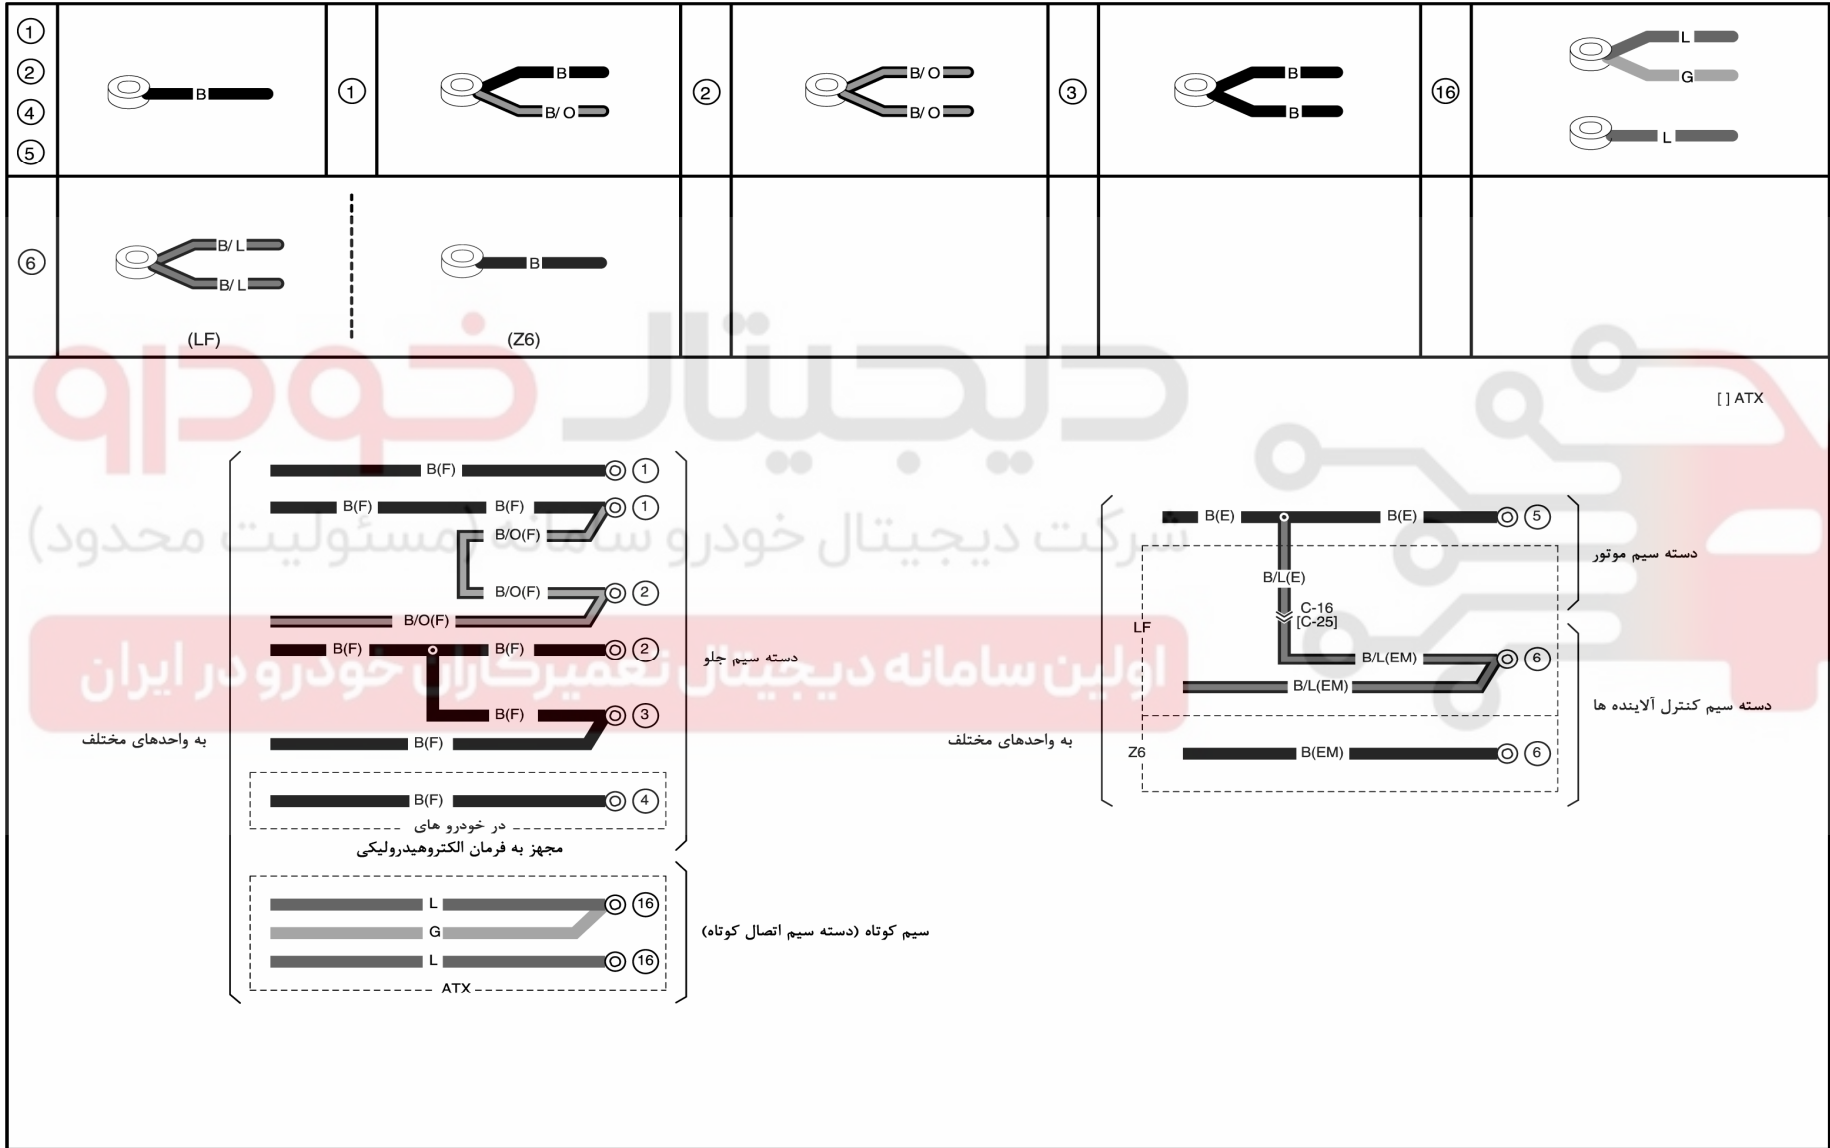 1
2
4
5
B
1
B
B/ O
2
B/ O
B/ O
3
B
B
16
L
G
L
6
B/ L
B/ L
(LF)
B
(Z6)
دیجیتال خودرو
شرکت دیجیتال خودرو سامانه (مسئولیت محدود)
اولین سامانه دیجیتال تعمیرکاران خودرو در ایران
[ ] ATX
B(F) 1
B(F) B(F) 1
B/O(F)
B/O(F) 2
B/O(F)
B(F) B(F) 2
دسته سیم جلو
B(F) 3
B(F)
به واحدهای مختلف
B(F) 4
در خودرو های
مجهز به فرمان الکتروهیدرولیکی
L 16
G
سیم کوتاه (دسته سیم اتصال کوتاه)
L 16
ATX
B(E) B(E) 5
دسته سیم موتور
B/L(E)
C-16
[C-25]
LF
B/L(EM) 6
B/L(EM)
دسته سیم کنترل آلاینده ها
به واحدهای مختلف
Z6
B(EM) 6